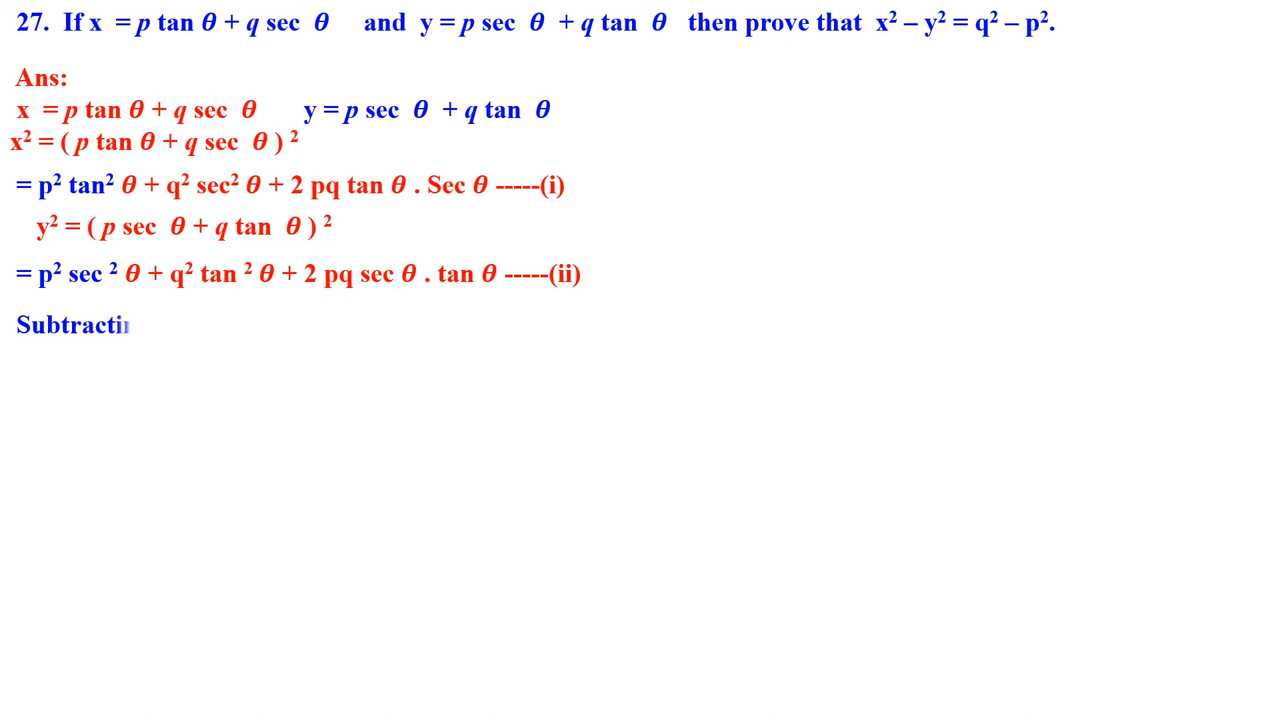 27. If x = p tan θ + q sec θ and y = p sec θ + q tan θ then prove that x² – y² = q² – p².
Ans:
x = p tan θ + q sec θ y = p sec θ + q tan θ
x² = ( p tan θ + q sec θ ) ²
= p² tan² θ + q² sec² θ + 2 pq tan θ . Sec θ -----(i)
y² = ( p sec θ + q tan θ ) ²
= p² sec ² θ + q² tan ² θ + 2 pq sec θ . tan θ -----(ii)